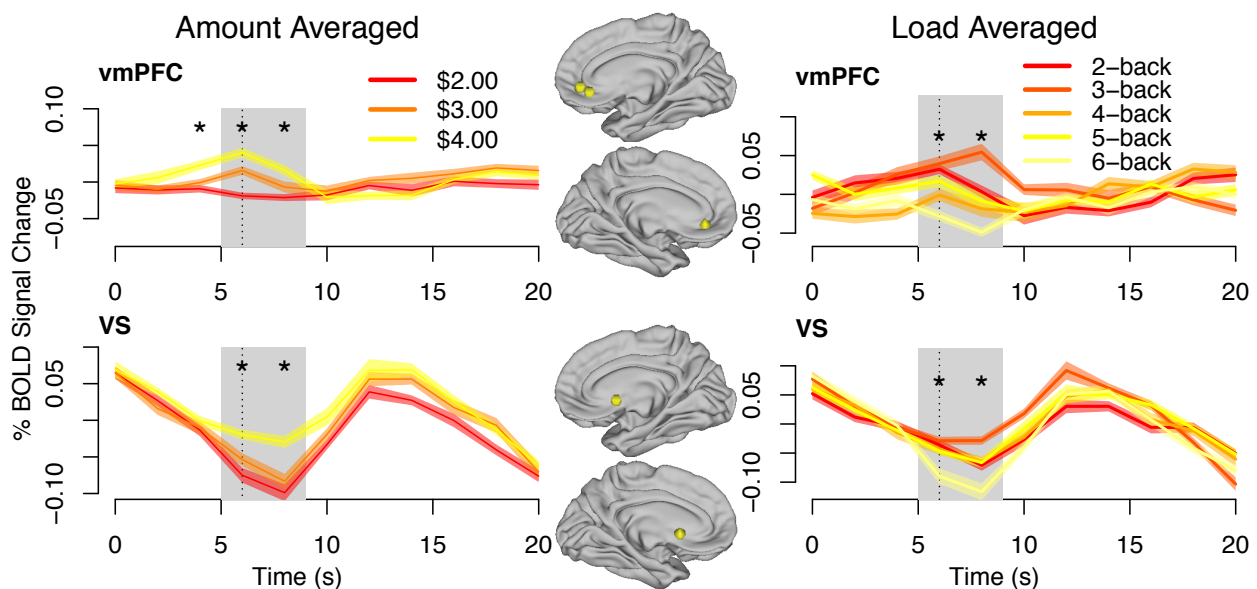 Amount Averaged
Load Averaged
vmPFC
$2.00
$3.00
$4.00
0.10
−0.05
* * *
0 5 10 15 20
vmPFC
2−back
3−back
4−back
5−back
6−back
0.05
−0.05
* *
0 5 10 15 20
% BOLD Signal Change
VS
0.05
−0.10
* *
0 5 10 15 20
Time (s)
VS
0.05
−0.10
* *
0 5 10 15 20
Time (s)